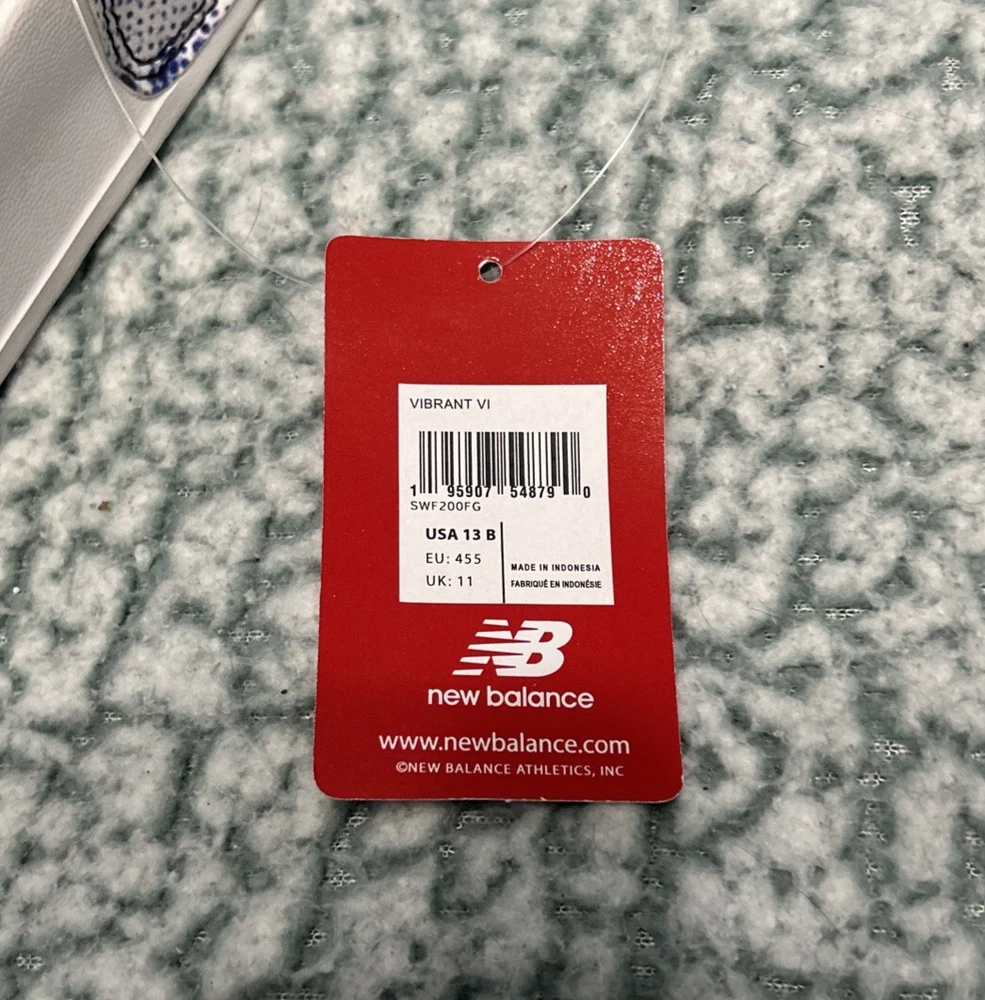 VIBRANT VI
1 95907 54879 0
SWF200FG
USA 13 B
EU: 455
UK: 11
MADE IN INDONESIA
FABRIQUÉ EN INDONÉSIE
NB
new balance
www.newbalance.com
©NEW BALANCE ATHLETICS, INC